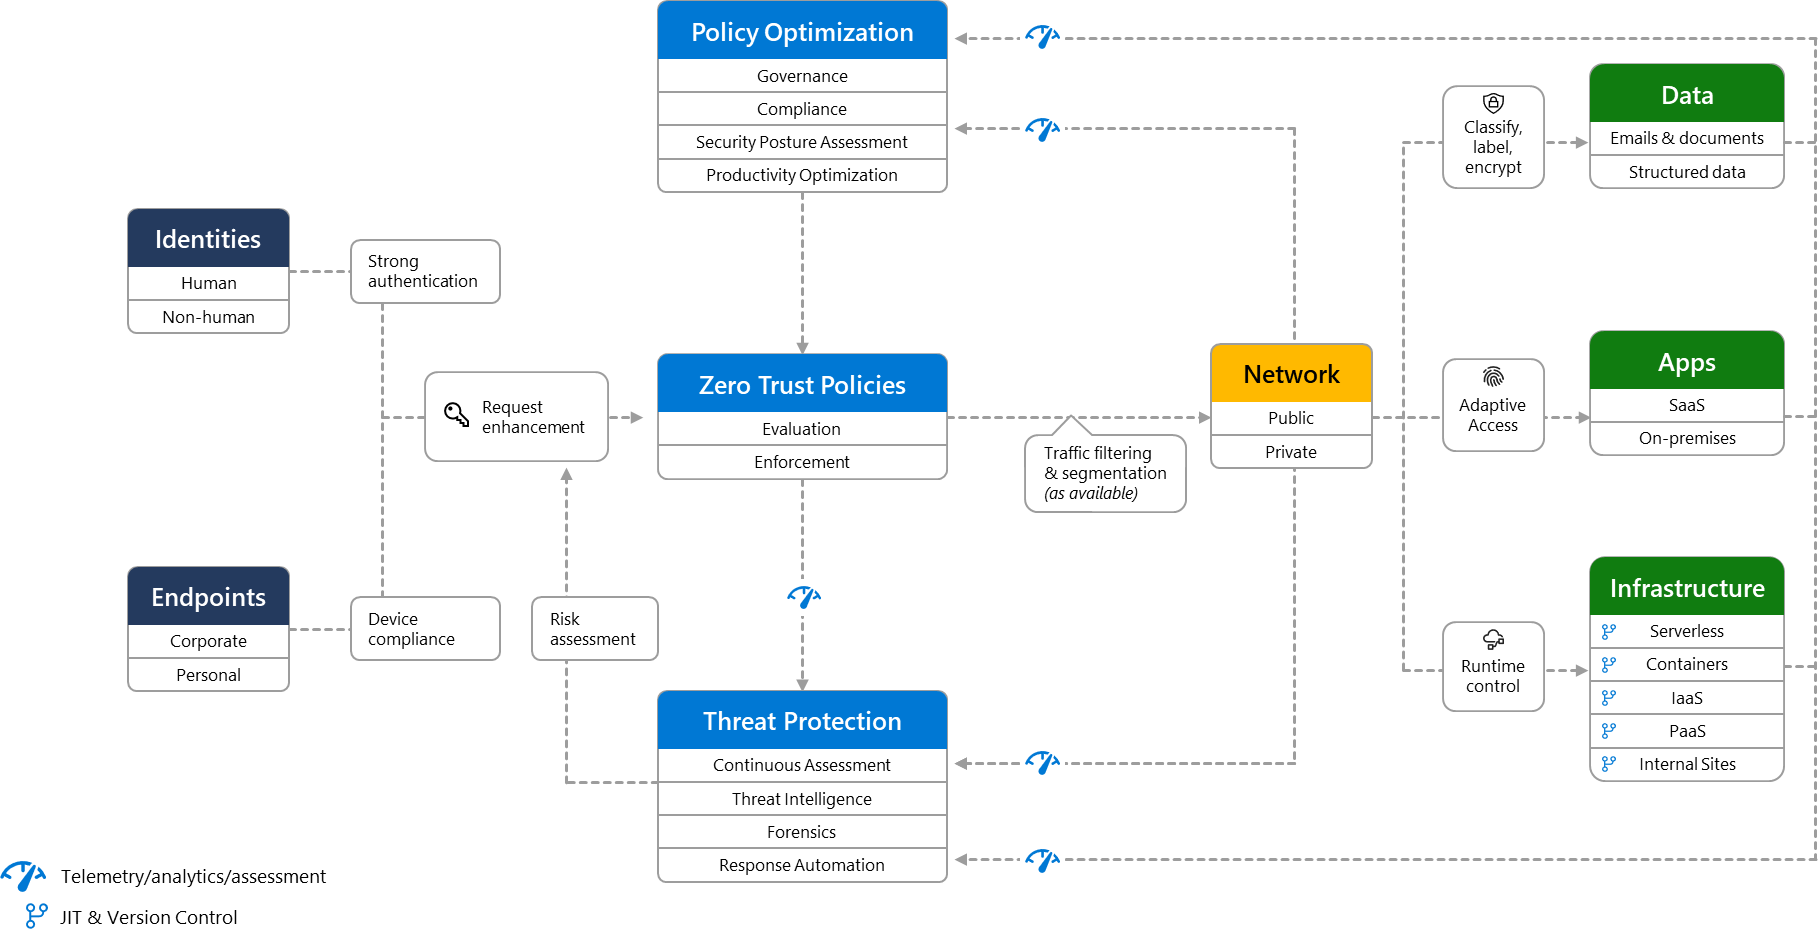 Policy Optimization
Governance
Compliance
Security Posture Assessment
Productivity Optimization
Identities
Human
Non-human
Strong
authentication
Request
enhancement
Endpoints
Corporate
Personal
Device
compliance
Risk
assessment
Zero Trust Policies
Evaluation
Enforcement
Traffic filtering
& segmentation
(as available)
Threat Protection
Continuous Assessment
Threat Intelligence
Forensics
Response Automation
Network
Public
Private
Classify,
label,
encrypt
Data
Emails & documents
Structured data
Adaptive
Access
Apps
SaaS
On-premises
Runtime
control
Infrastructure
Serverless
Containers
IaaS
PaaS
Internal Sites
Telemetry/analytics/assessment
JIT & Version Control